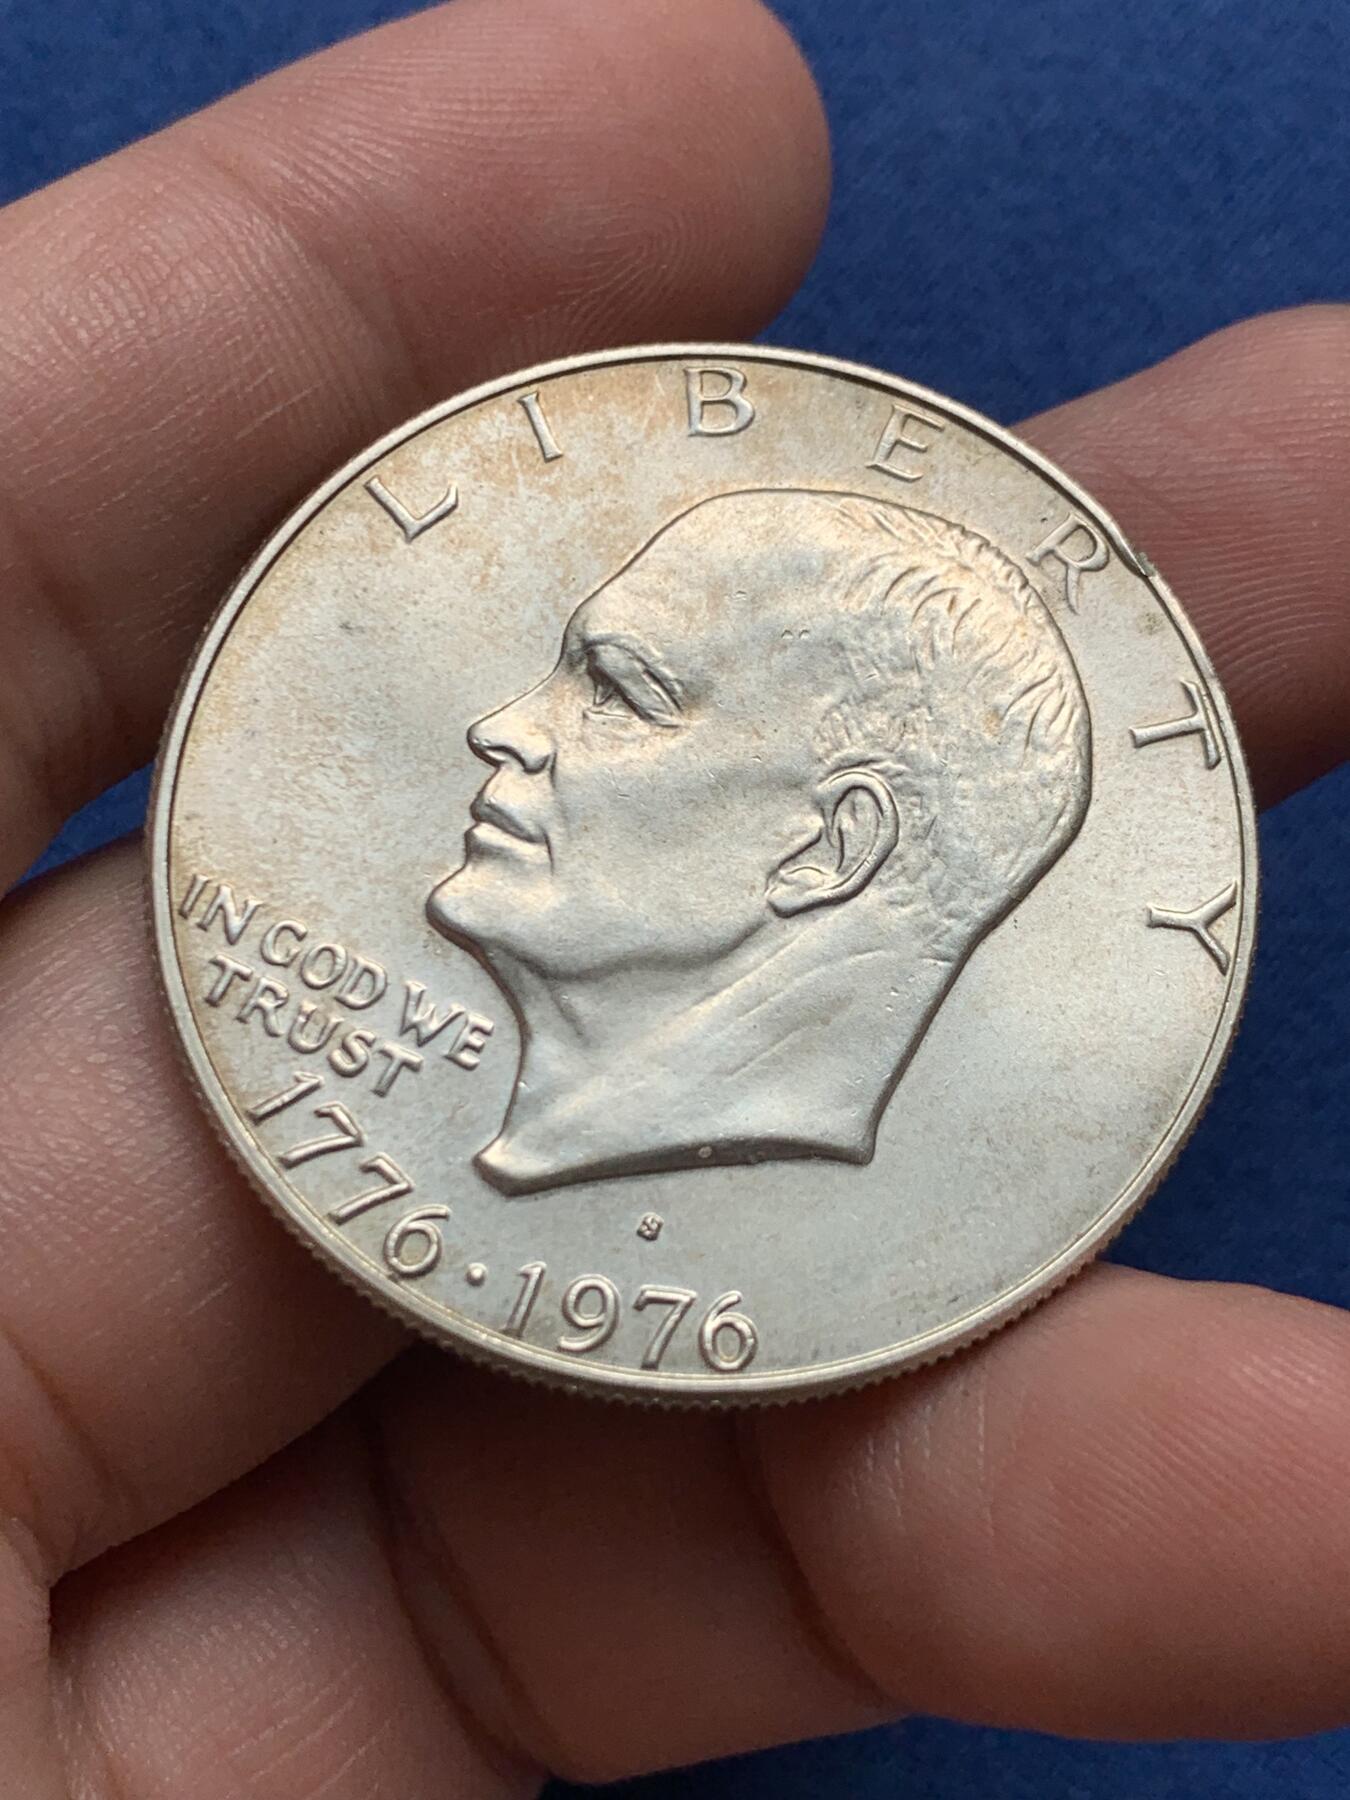 LIBERTY
IN GOD WE
TRUST
1776·1976
S